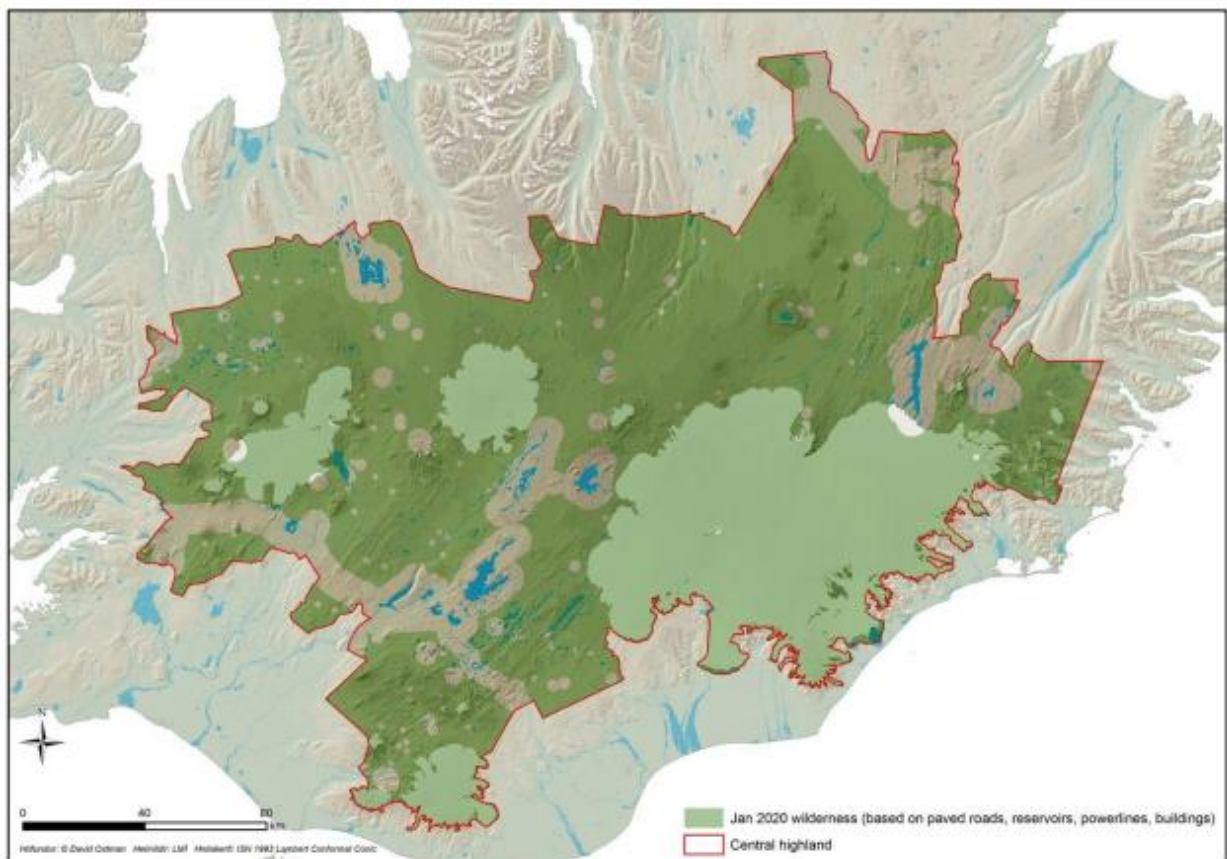 N
0 40 80
kms
Jan 2020 wilderness (based on paved roads, reservoirs, powerlines, buildings)
Central highland
Höfundur: © David Ostman Heimildir: LMÍ Hnitakerfi: ISN 1993 Lambert Conformal Conic